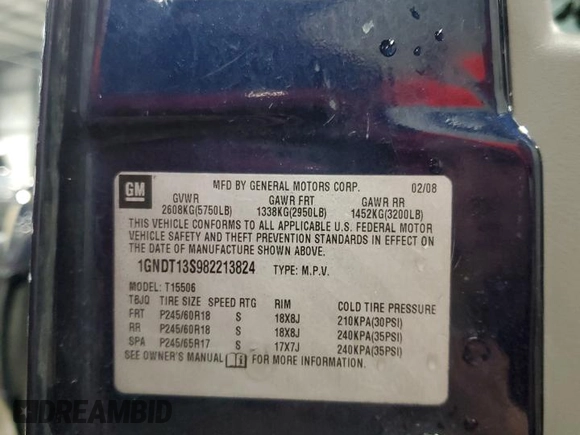 GM
MFD BY GENERAL MOTORS CORP. 02/08
GVWR GAWR FRT GAWR RR
2608KG(5750LB) 1338KG(2950LB) 1452KG(3200LB)
THIS VEHICLE CONFORMS TO ALL APPLICABLE U.S. FEDERAL MOTOR
VEHICLE SAFETY AND THEFT PREVENTION STANDARDS IN EFFECT ON
THE DATE OF MANUFACTURE SHOWN ABOVE.
1GNDT13S982213824 TYPE: M.P.V.
MODEL: T15506
TBJQ TIRE SIZE SPEED RTG RIM COLD TIRE PRESSURE
FRT P245/60R18 S 18X8J 210KPA(30PSI)
RR P245/60R18 S 18X8J 240KPA(35PSI)
SPA P245/65R17 S 17X7J 240KPA(35PSI)
SEE OWNER'S MANUAL FOR MORE INFORMATION.
DREAMBID